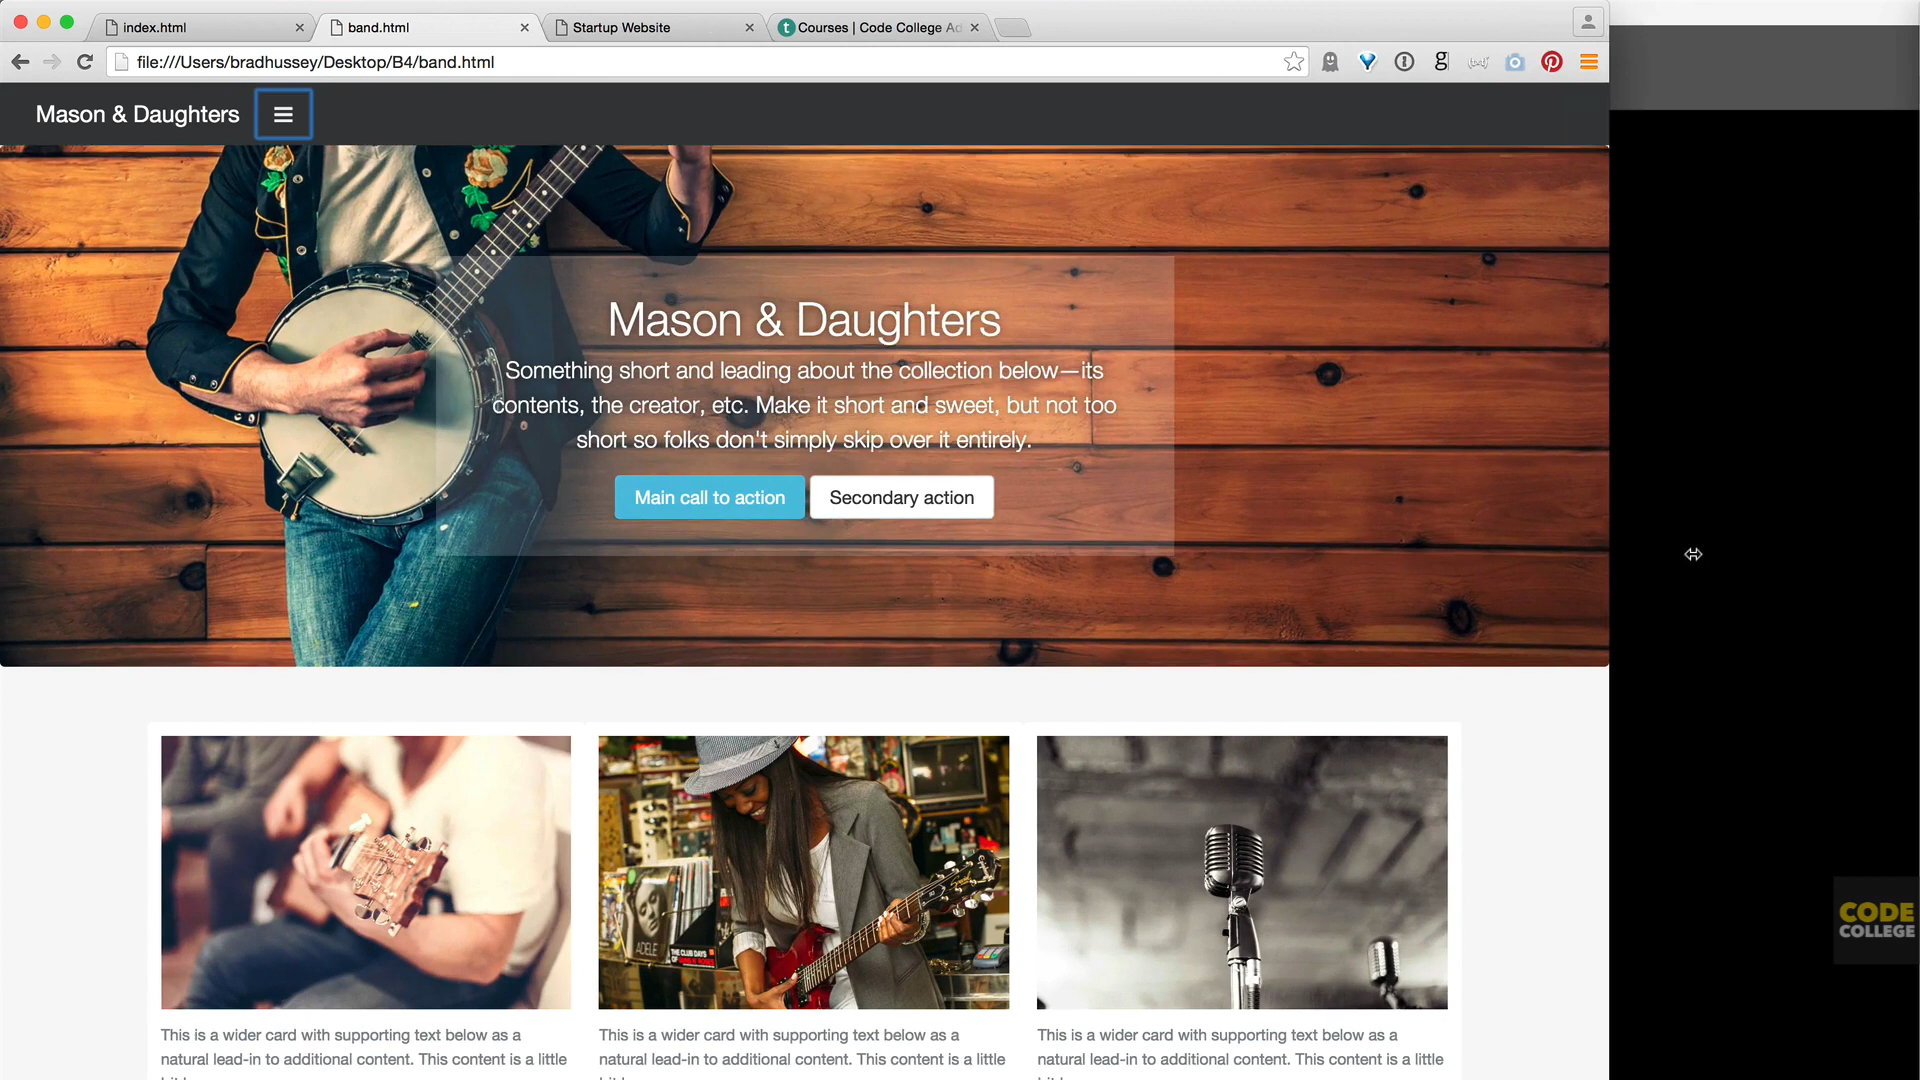 index.html
band.html
Startup Website
Courses | Code College Ad
file:///Users/bradhussey/Desktop/B4/band.html
Mason & Daughters
Mason & Daughters
Something short and leading about the collection below—its
contents, the creator, etc. Make it short and sweet, but not too
short so folks don't simply skip over it entirely.
Main call to action
Secondary action
ADELE
THE CLUB DAYS
CODE
COLLEGE
This is a wider card with supporting text below as a
natural lead-in to additional content. This content is a little
This is a wider card with supporting text below as a
natural lead-in to additional content. This content is a little
This is a wider card with supporting text below as a
natural lead-in to additional content. This content is a little